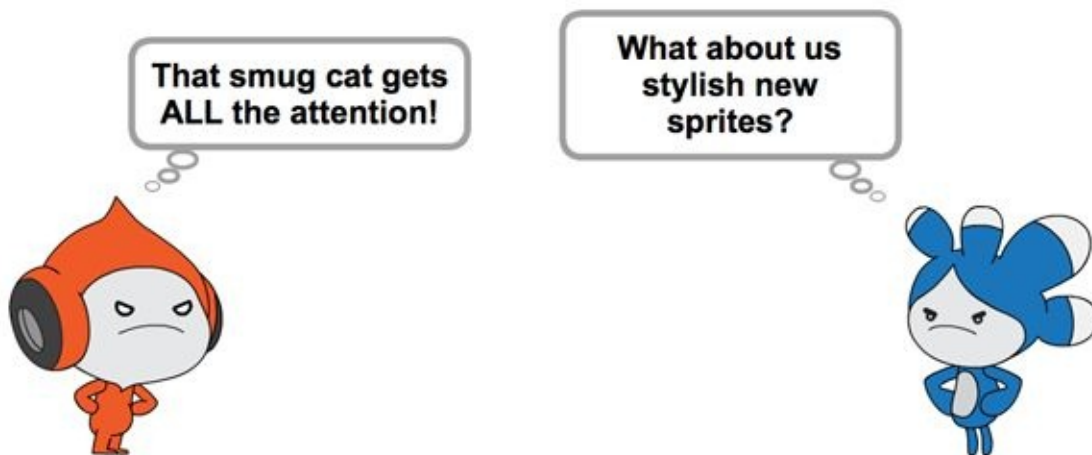 That smug cat gets
ALL the attention!
What about us
stylish new
sprites?